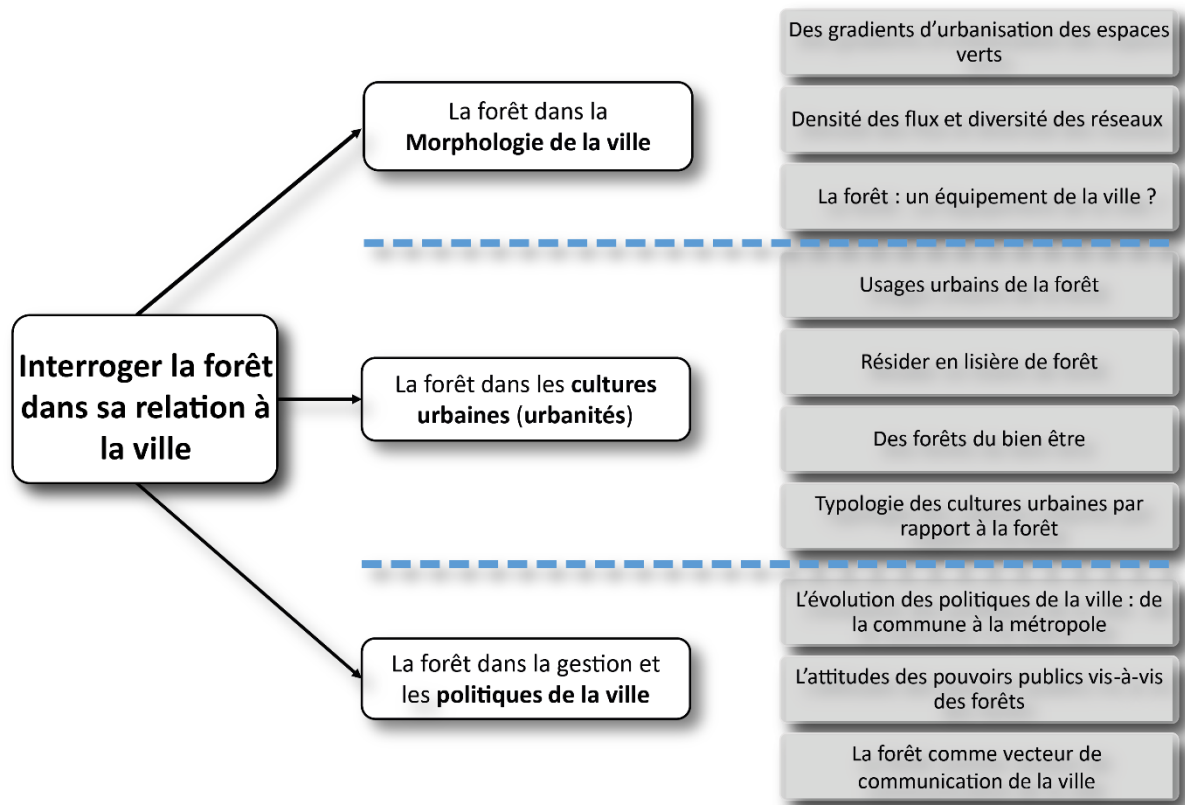 Interroger la forêt
dans sa relation à
la ville
La forêt dans la
Morphologie de la ville
Des gradients d’urbanisation des espaces
verts
Densité des flux et diversité des réseaux
La forêt : un équipement de la ville ?
La forêt dans les cultures
urbaines (urbanités)
Usages urbains de la forêt
Résider en lisière de forêt
Des forêts du bien être
Typologie des cultures urbaines par
rapport à la forêt
La forêt dans la gestion et
les politiques de la ville
L’évolution des politiques de la ville : de
la commune à la métropole
L’attitudes des pouvoirs publics vis-à-vis
des forêts
La forêt comme vecteur de
communication de la ville